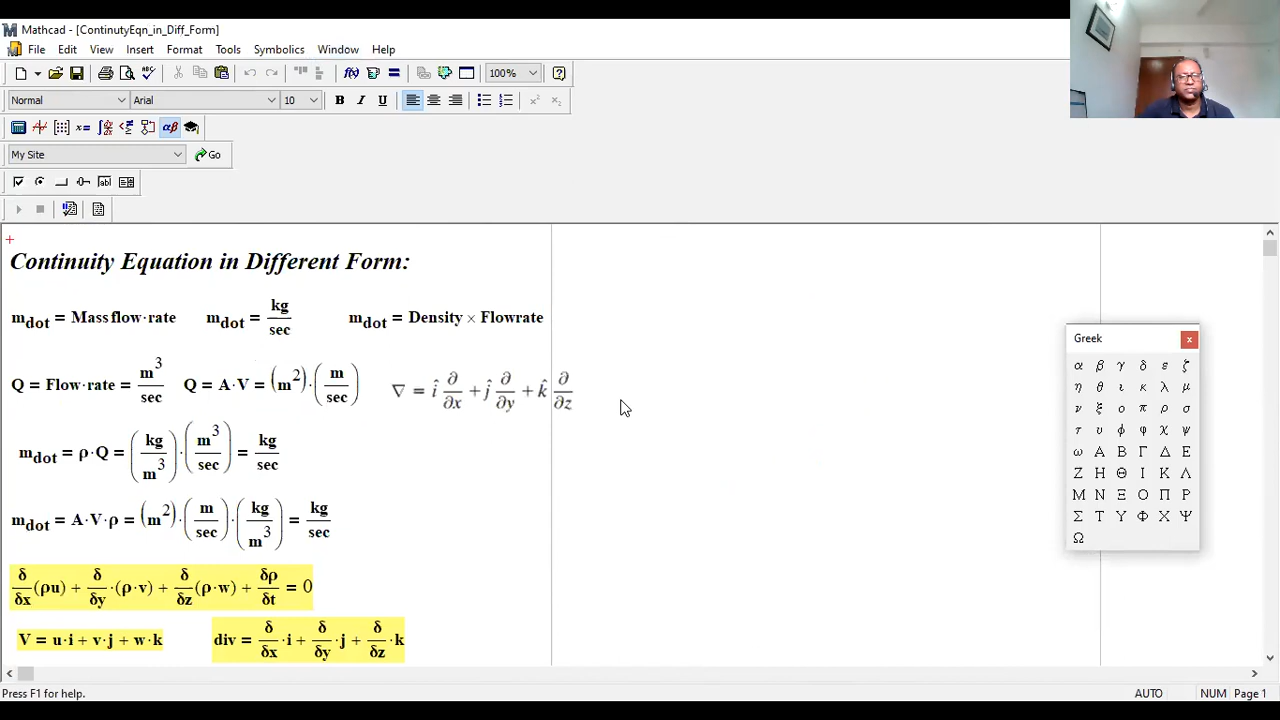 Mathcad - [ContinutyEqn_in_Diff_Form]
File Edit View Insert Format Tools Symbolics Window Help
100%
Normal Arial 10 B I U
αβ
My Site Go
Continuity Equation in Different Form:
m_dot = Mass flow·rate m_dot = kg/sec m_dot = Density × Flowrate
Q = Flow·rate = m^3/sec Q = A·V = (m^2)·(m/sec) ∇ = î ∂/∂x + ĵ ∂/∂y + k̂ ∂/∂z
m_dot = ρ·Q = (kg/m^3)·(m^3/sec) = kg/sec
m_dot = A·V·ρ = (m^2)·(m/sec)·(kg/m^3) = kg/sec
δ/δx(ρu) + δ/δy·(ρ·v) + δ/δz(ρ·w) + δρ/δt = 0
V = u·i + v·j + w·k div = δ/δx·i + δ/δy·j + δ/δz·k
Greek x
α β γ δ ε ζ
η θ ι κ λ μ
ν ξ ο π ρ σ
τ υ ϕ φ χ ψ
ω Α Β Γ Δ Ε
Ζ Η Θ Ι Κ Λ
Μ Ν Ξ Ο Π Ρ
Σ Τ Υ Φ Χ Ψ
Ω
Press F1 for help. AUTO NUM Page 1